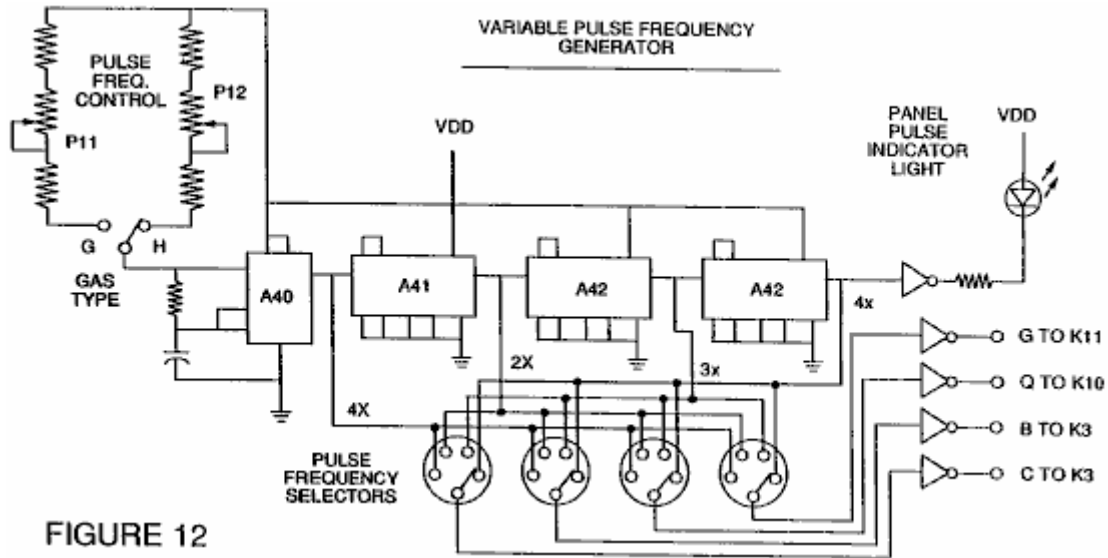 VARIABLE PULSE FREQUENCY
GENERATOR
PULSE
FREQ.
CONTROL
P12
P11
VDD
PANEL
PULSE
INDICATOR
LIGHT
VDD
G
H
GAS
TYPE
A40
A41
A42
A42
4x
2X
3x
4X
G TO K11
Q TO K10
B TO K3
C TO K3
PULSE
FREQUENCY
SELECTORS
FIGURE 12